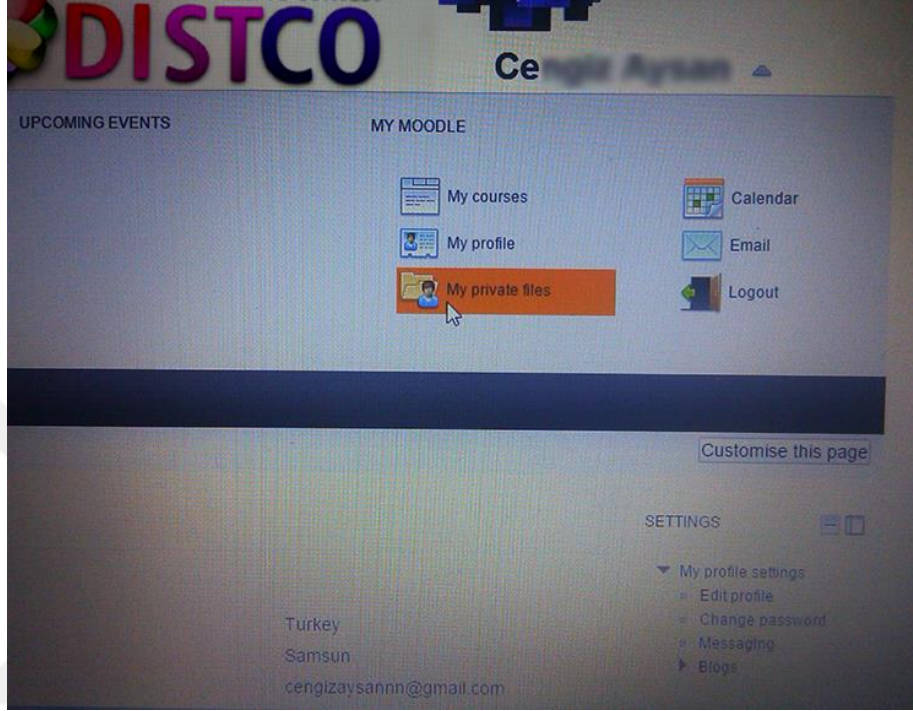 DISTCO
Ce
UPCOMING EVENTS
MY MOODLE
My courses
Calendar
My profile
Email
My private files
Logout
Customise this page
SETTINGS
My profile settings
Edit profile
Change password
Messaging
Blogs
Turkey
Samsun
cengizaysannn@gmail.com